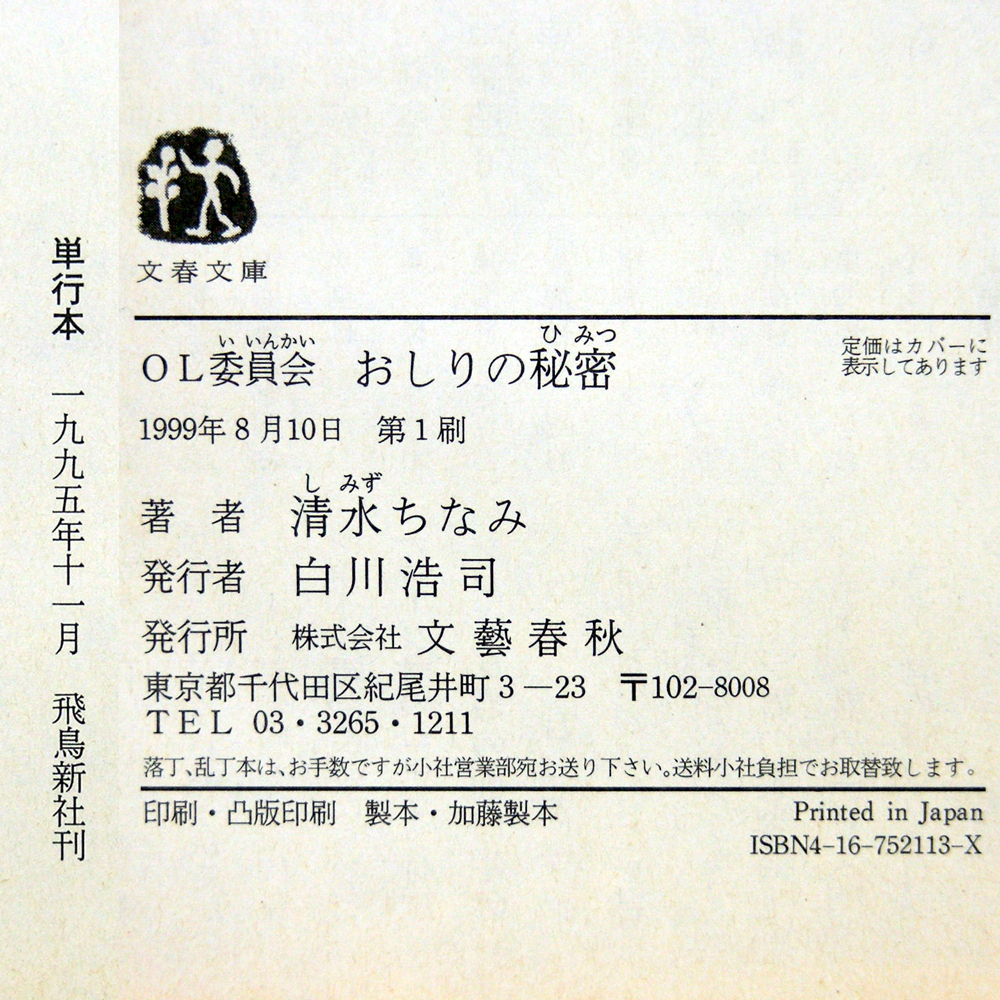 単行本　一九九五年十一月　飛鳥新社刊
文春文庫
い いんかい　ひ みつ
OL委員会　おしりの秘密
定価はカバーに
表示してあります
1999年8月10日　第1刷
し みず
著　者　清水ちなみ
発行者　白川浩司
発行所　株式会社 文藝春秋
東京都千代田区紀尾井町3―23　〒102-8008
TEL 03・3265・1211
落丁、乱丁本は、お手数ですが小社営業部宛お送り下さい。送料小社負担でお取替致します。
印刷・凸版印刷　製本・加藤製本
Printed in Japan
ISBN4-16-752113-X